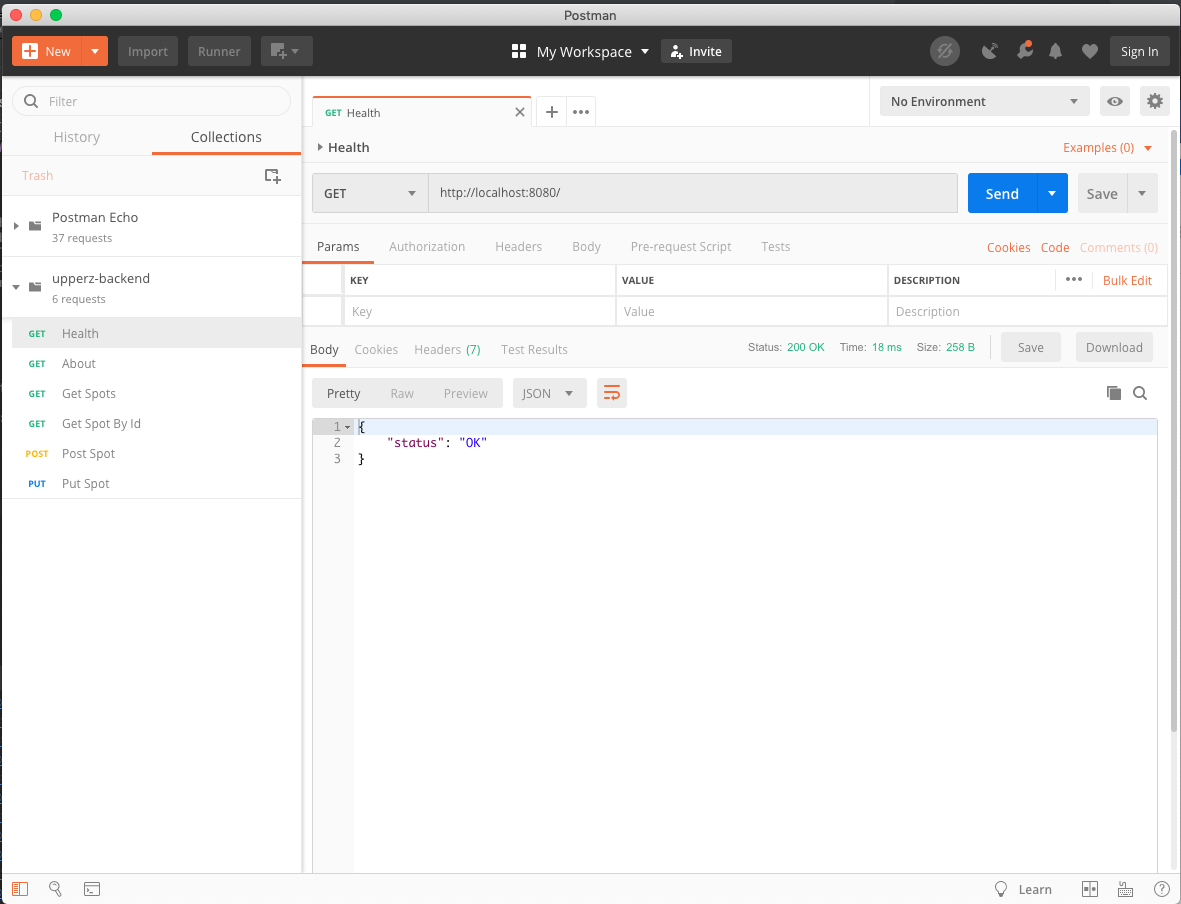 Postman
New Import Runner My Workspace Invite Sign In
Filter
History Collections
Trash
Postman Echo
37 requests
upperz-backend
6 requests
GET Health
GET About
GET Get Spots
GET Get Spot By Id
POST Post Spot
PUT Put Spot
GET Health
No Environment
Health Examples (0)
GET http://localhost:8080/ Send Save
Params Authorization Headers Body Pre-request Script Tests Cookies Code Comments (0)
KEY VALUE DESCRIPTION Bulk Edit
Key Value Description
Body Cookies Headers (7) Test Results Status: 200 OK Time: 18 ms Size: 258 B Save Download
Pretty Raw Preview JSON
1 {
2 "status": "OK"
3 }
Learn